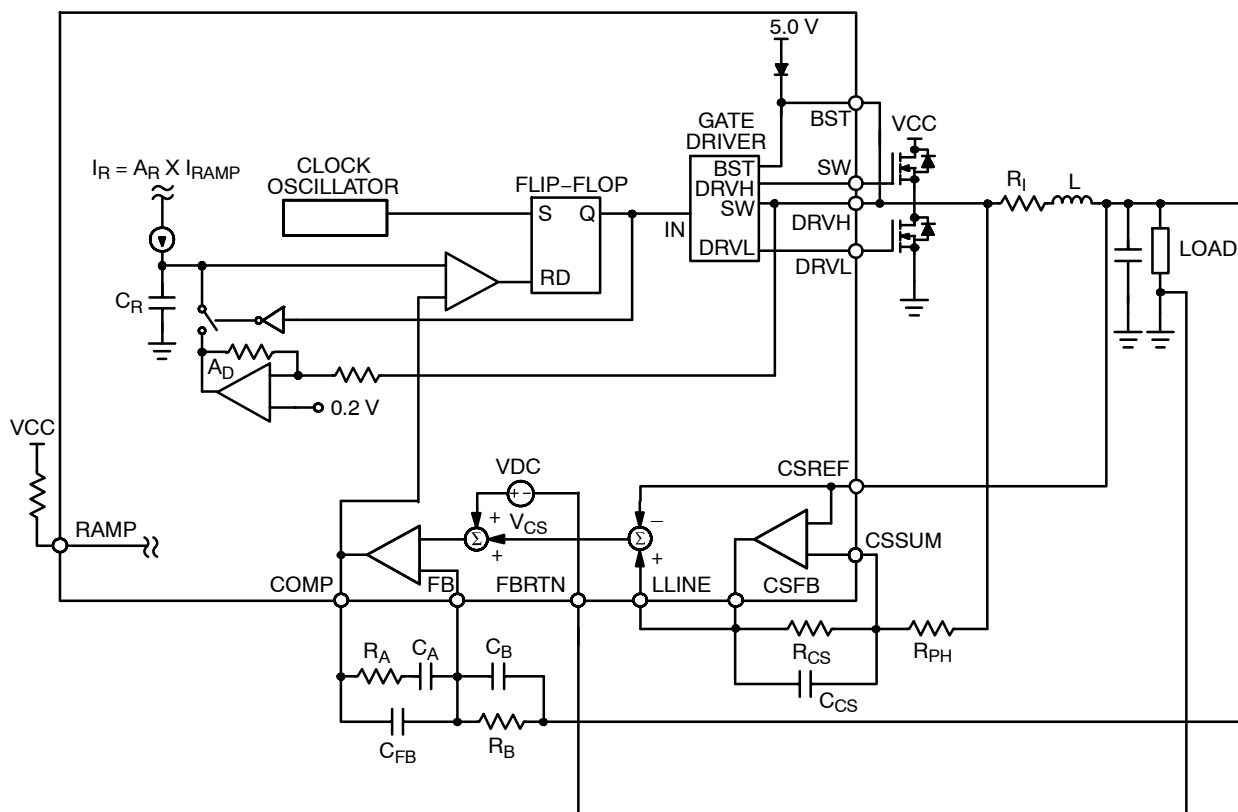 5.0 V
BST
VCC
GATE
DRIVER
I_R = A_R X I_RAMP
CLOCK
OSCILLATOR
FLIP−FLOP
BST
DRVH
SW
DRVL
IN
SW
DRVH
DRVL
R_I
L
LOAD
S
Q
RD
C_R
A_D
0.2 V
VCC
RAMP
VDC
+
−
V_CS
+
Σ
+
−
Σ
+
CSREF
CSSUM
COMP
FB
FBRTN
LLINE
CSFB
R_A
C_A
C_B
R_CS
R_PH
C_CS
C_FB
R_B